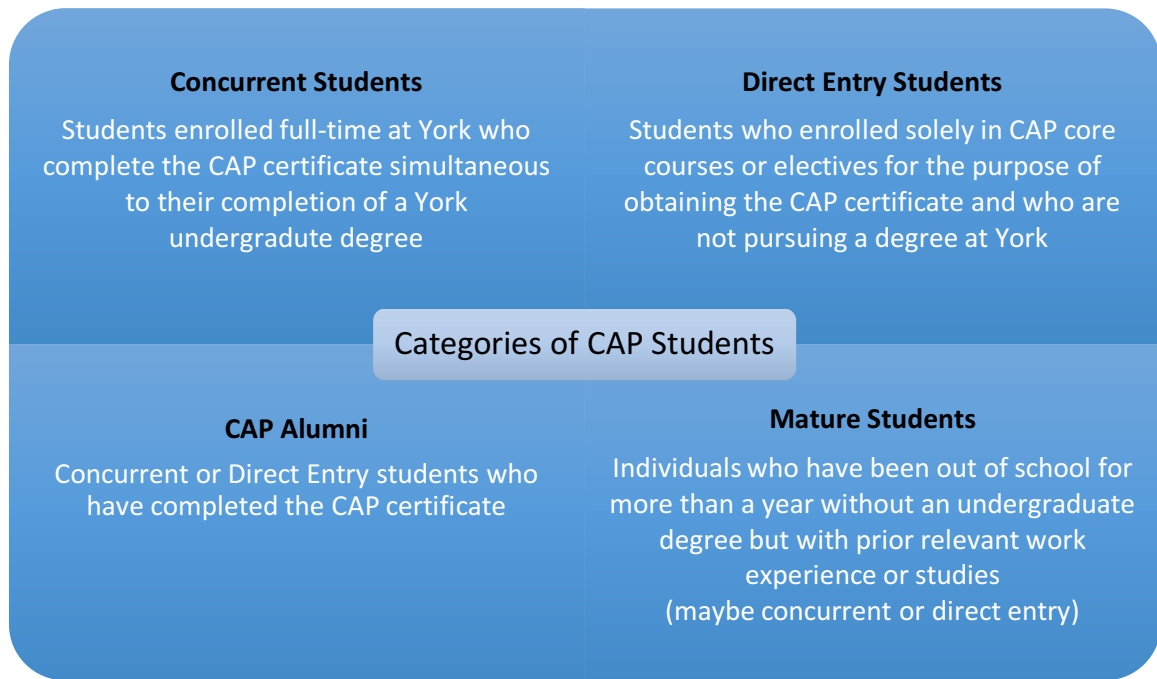 Concurrent Students
Students enrolled full-time at York who
complete the CAP certificate simultaneous
to their completion of a York
undergradute degree
Direct Entry Students
Students who enrolled solely in CAP core
courses or electives for the purpose of
obtaining the CAP certificate and who are
not pursuing a degree at York
Categories of CAP Students
CAP Alumni
Concurrent or Direct Entry students who
have completed the CAP certificate
Mature Students
Individuals who have been out of school for
more than a year without an undergraduate
degree but with prior relevant work
experience or studies
(maybe concurrent or direct entry)